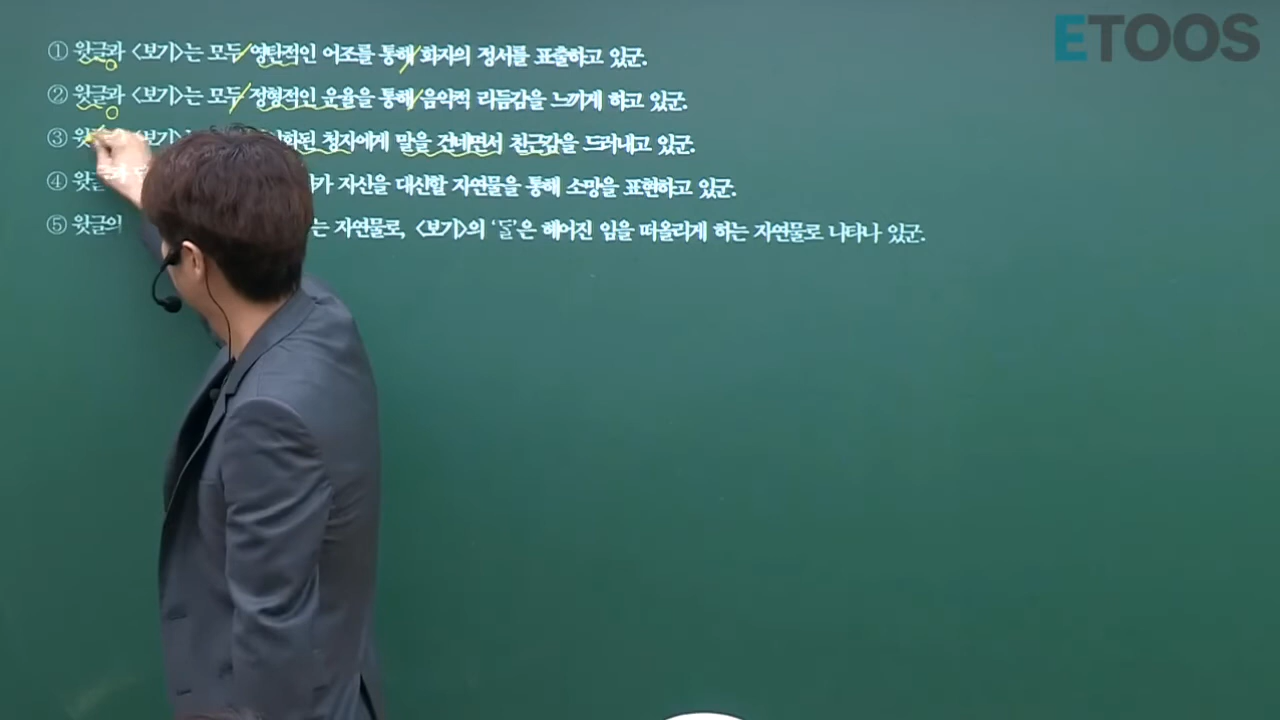 ETOOS
① 윗글과 <보기>는 모두 영탄적인 어조를 통해 화자의 정서를 표출하고 있군.
② 윗글과 <보기>는 모두 정형적인 운율을 통해 음악적 리듬감을 느끼게 하고 있군.
③ <보기> 청자에게 말을 건네면서 친근감을 드러내고 있군.
④ 자신을 대신할 자연물을 통해 소망을 표현하고 있군.
⑤ 윗글의 는 자연물로, <보기>의 '돌'은 헤어진 임을 떠올리게 하는 자연물로 나타나 있군.